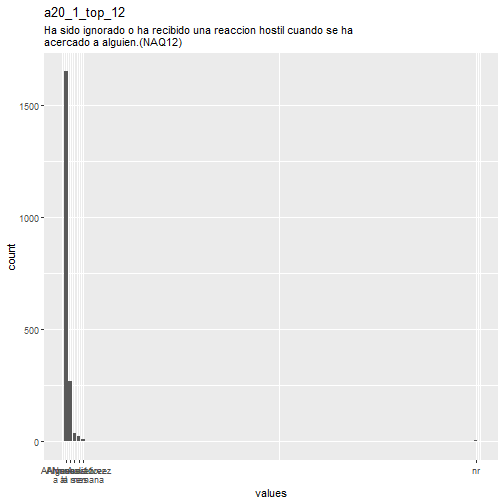 a20_1_top_12
Ha sido ignorado o ha recibido una reaccion hostil cuando se ha
acercado a alguien.(NAQ12)
1500
1000
500
0
count
nr
values